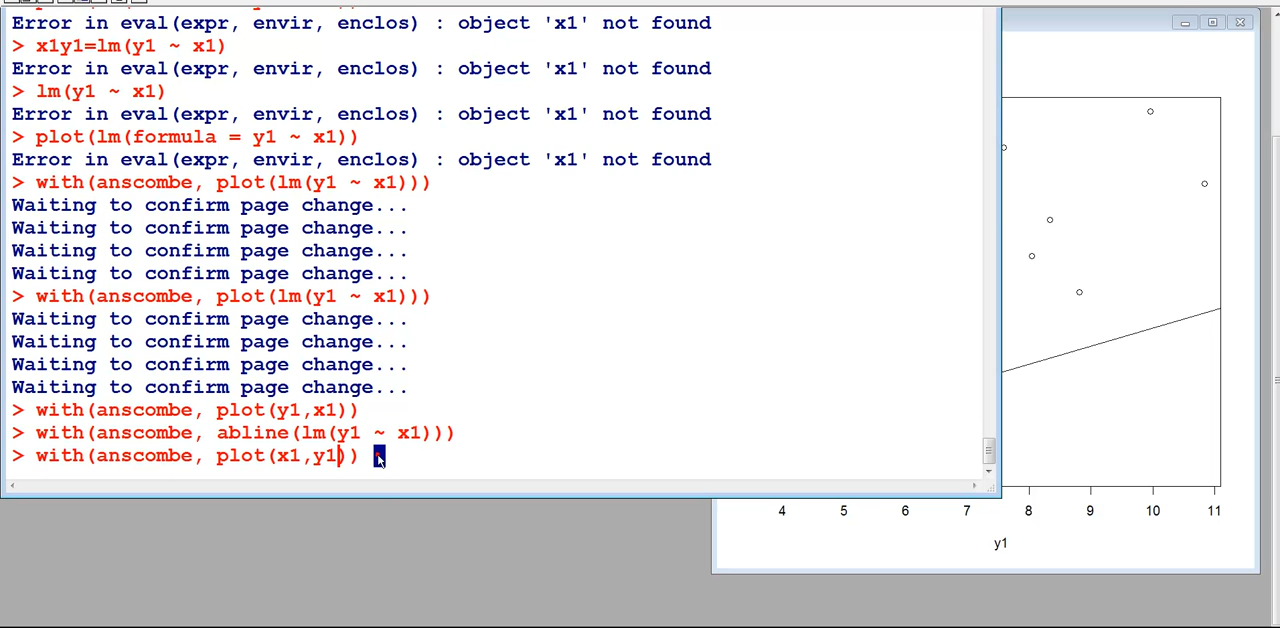 Error in eval(expr, envir, enclos) : object 'x1' not found
> x1y1=lm(y1 ~ x1)
Error in eval(expr, envir, enclos) : object 'x1' not found
> lm(y1 ~ x1)
Error in eval(expr, envir, enclos) : object 'x1' not found
> plot(lm(formula = y1 ~ x1))
Error in eval(expr, envir, enclos) : object 'x1' not found
> with(anscombe, plot(lm(y1 ~ x1)))
Waiting to confirm page change...
Waiting to confirm page change...
Waiting to confirm page change...
Waiting to confirm page change...
> with(anscombe, plot(lm(y1 ~ x1)))
Waiting to confirm page change...
Waiting to confirm page change...
Waiting to confirm page change...
Waiting to confirm page change...
> with(anscombe, plot(y1,x1))
> with(anscombe, abline(lm(y1 ~ x1)))
> with(anscombe, plot(x1,y1))
4 5 6 7 8 9 10 11
y1